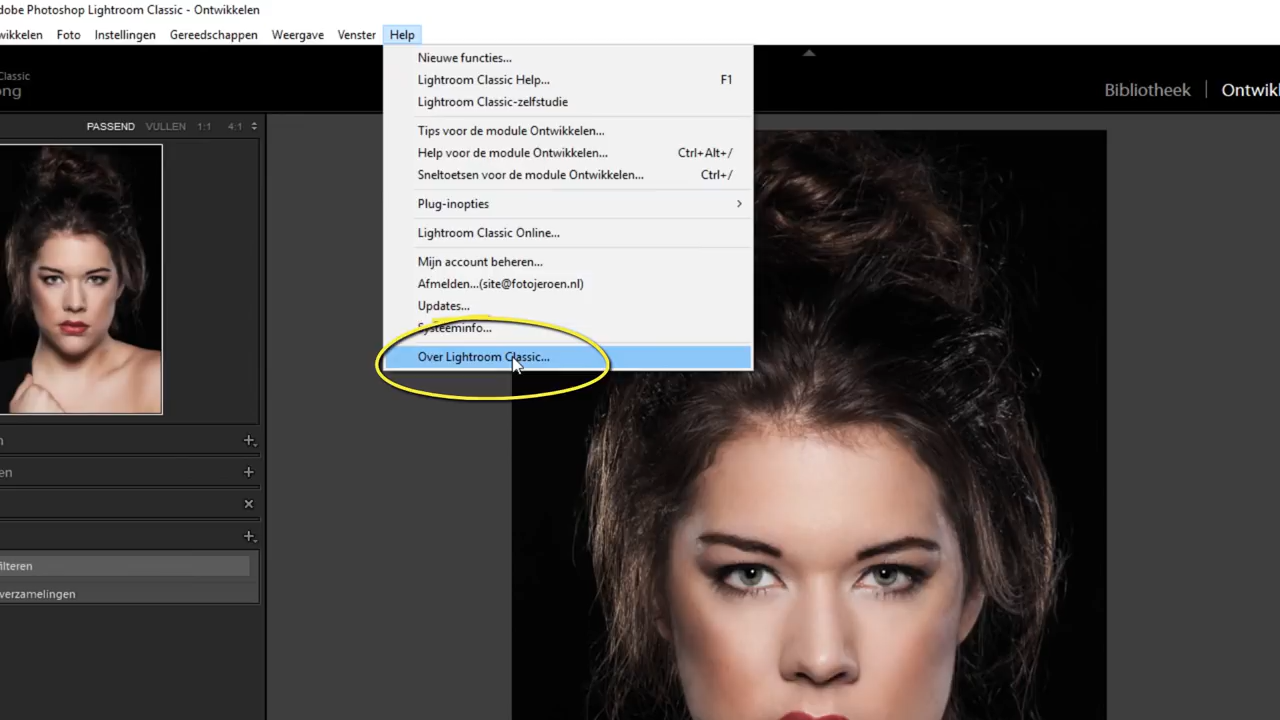 dobe Photoshop Lightroom Classic - Ontwikkelen
wikkelen Foto Instellingen Gereedschappen Weergave Venster Help
Nieuwe functies...
Lightroom Classic Help... F1
Lightroom Classic-zelfstudie
Tips voor de module Ontwikkelen...
Help voor de module Ontwikkelen... Ctrl+Alt+/
Sneltoetsen voor de module Ontwikkelen... Ctrl+/
Plug-inopties
Lightroom Classic Online...
Mijn account beheren...
Afmelden...(site@fotojeroen.nl)
Updates...
Systeeminfo...
Over Lightroom Classic...
Classic
ong
Bibliotheek | Ontwik
PASSEND VULLEN 1:1 4:1
n
en
ilteren
verzamelingen